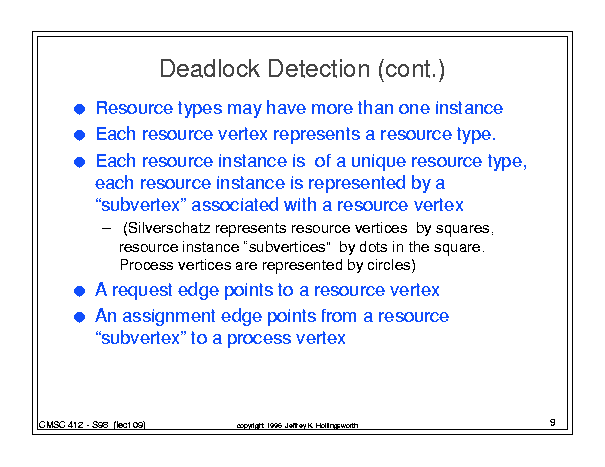 Deadlock Detection (cont.)
● Resource types may have more than one instance
● Each resource vertex represents a resource type.
● Each resource instance is of a unique resource type,
each resource instance is represented by a
“subvertex” associated with a resource vertex
– (Silverschatz represents resource vertices by squares,
resource instance “subvertices” by dots in the square.
Process vertices are represented by circles)
● A request edge points to a resource vertex
● An assignment edge points from a resource
“subvertex” to a process vertex
CMSC 412 - S98 (lect 09)
copyright 1996 Jeffrey K. Hollingsworth
9